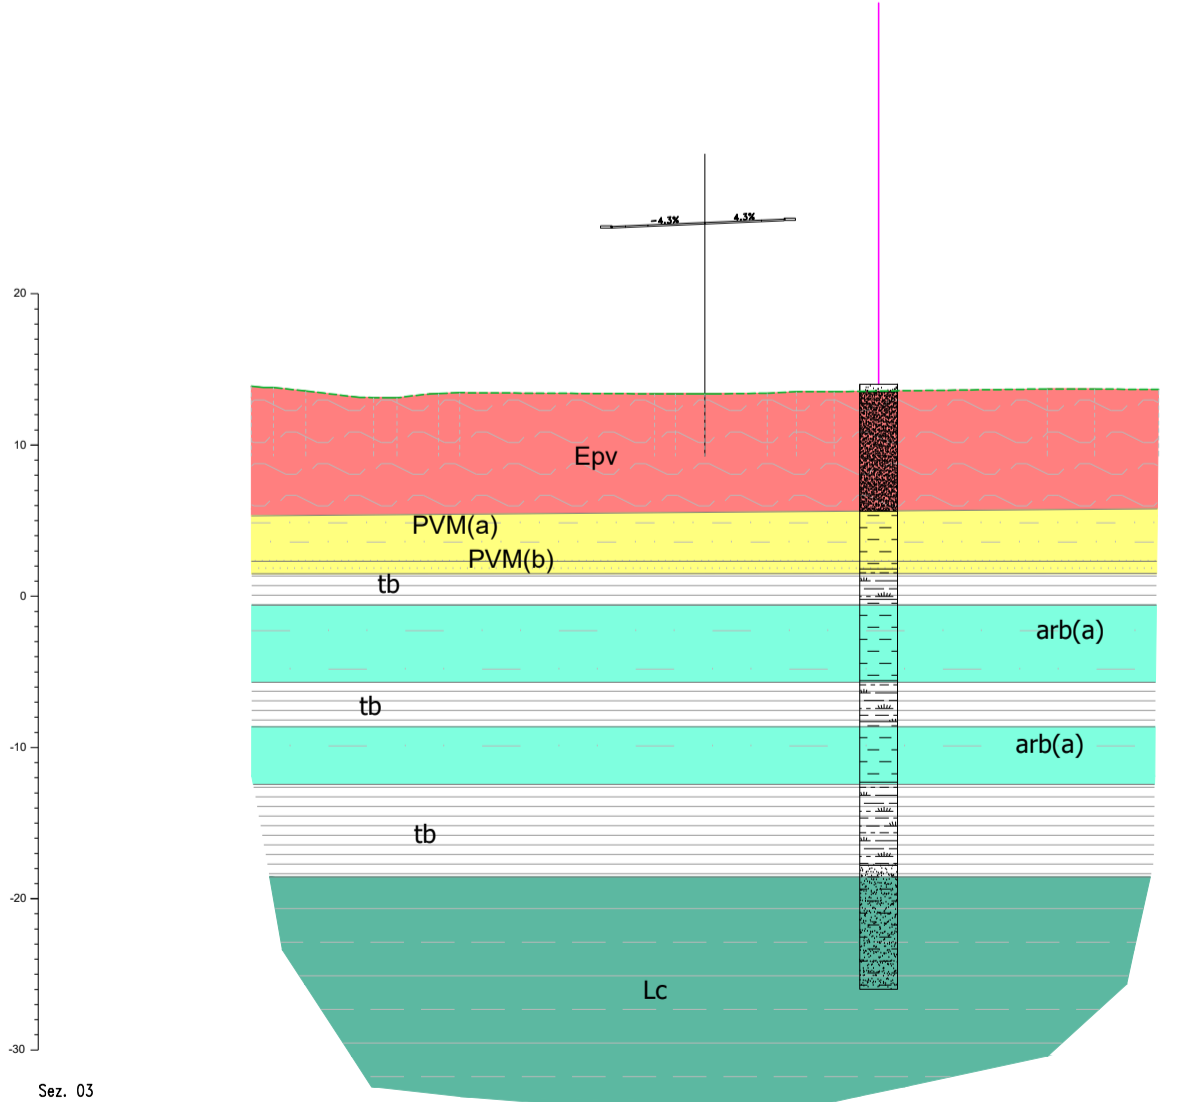 -4.3%
4.3%
20
10
Epv
PVM(a)
PVM(b)
tb
0
arb(a)
tb
-10
arb(a)
tb
-20
Lc
-30
Sez. 03